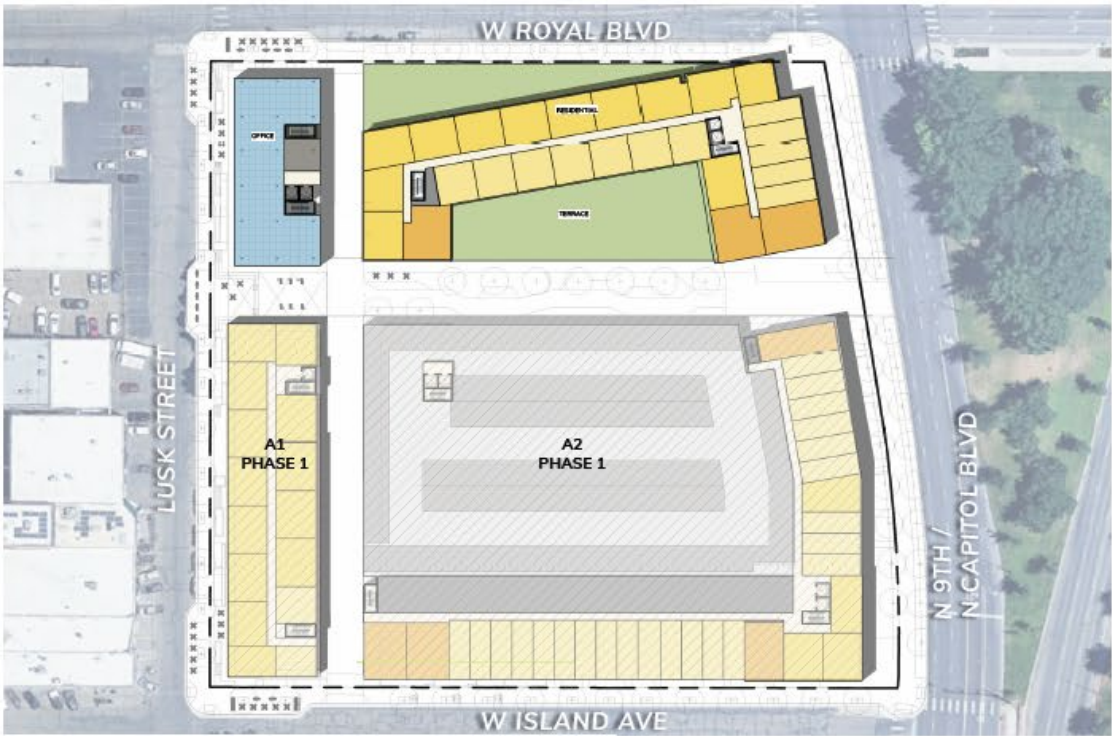 W ROYAL BLVD
OFFICE
RESIDENTIAL
TERRACE
LUSK STREET
A1
PHASE 1
A2
PHASE 1
N 9TH /
N CAPITOL BLVD
W ISLAND AVE